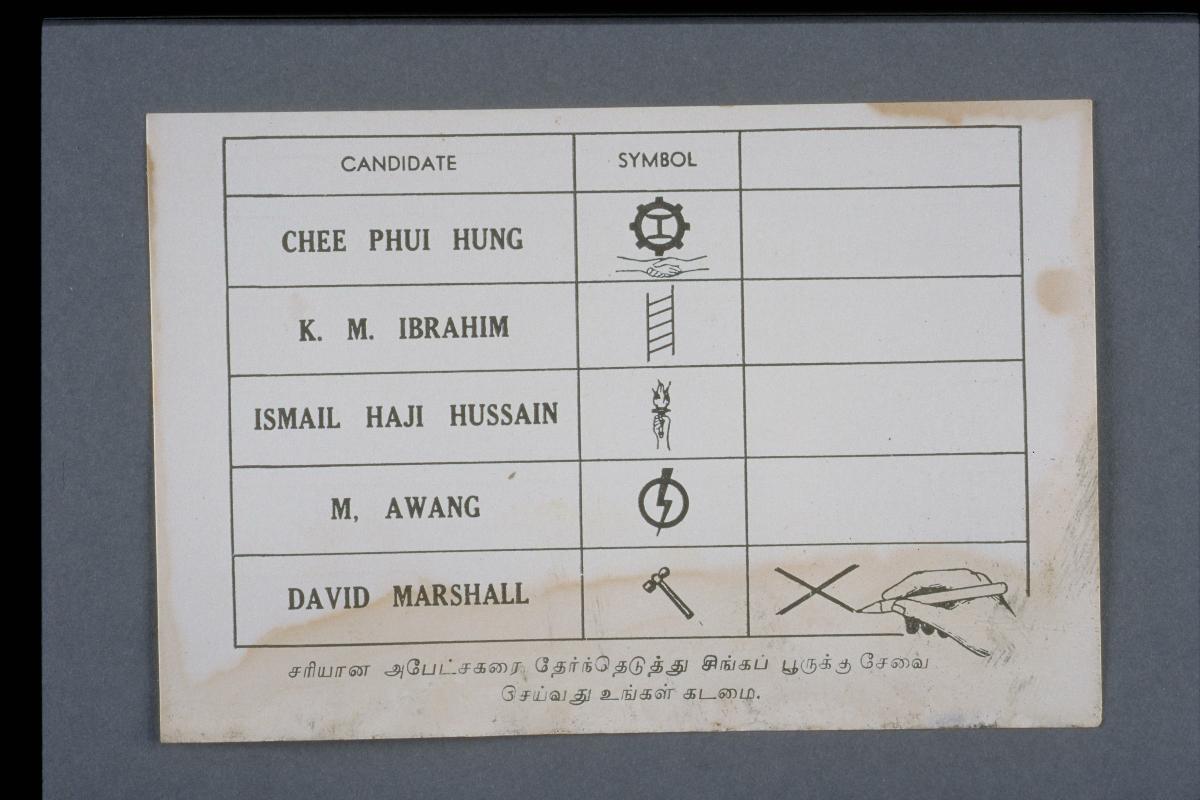 CANDIDATE SYMBOL
CHEE PHUI HUNG
K. M. IBRAHIM
ISMAIL HAJI HUSSAIN
M, AWANG
DAVID MARSHALL
சரியான அபேட்சகரை தேர்ந்தெடுத்து சிங்கப் பூருக்கு சேவை
செய்வது உங்கள் கடமை.